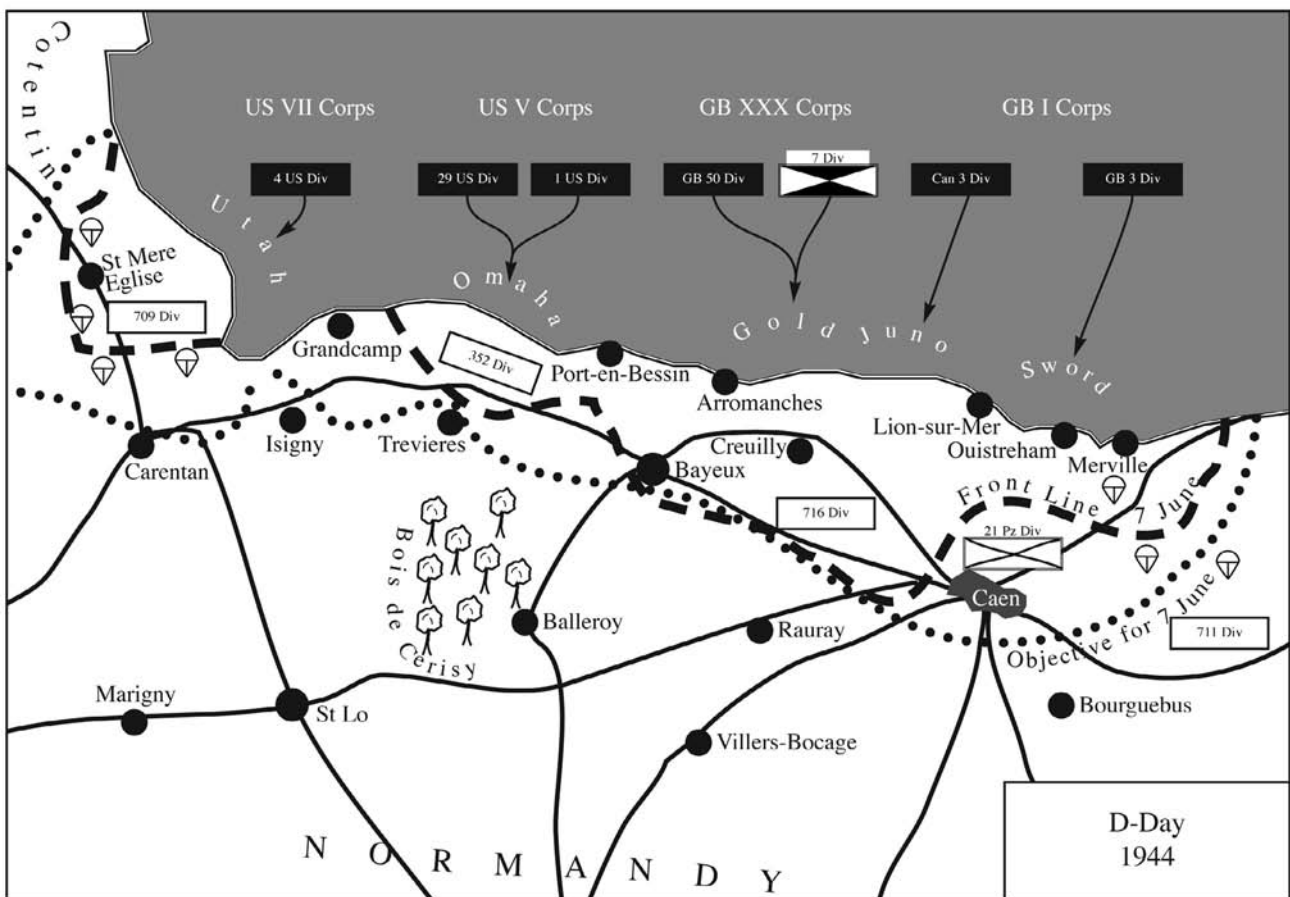 Cotentin
US VII Corps
US V Corps
GB XXX Corps
GB I Corps
4 US Div
29 US Div
1 US Div
GB 50 Div
7 Div
Can 3 Div
GB 3 Div
Utah
Omaha
Gold
Juno
Sword
St Mere
Eglise
709 Div
Grandcamp
352 Div
Port-en-Bessin
Arromanches
Lion-sur-Mer
Ouistreham
Merville
Carentan
Isigny
Trevieres
Bayeux
Creuilly
Front Line
7 June
716 Div
21 Pz Div
Caen
Bois de
Cerisy
Balleroy
Rauray
Objective for 7 June
711 Div
Marigny
St Lo
Villers-Bocage
Bourguebus
NORMANDY
D-Day
1944